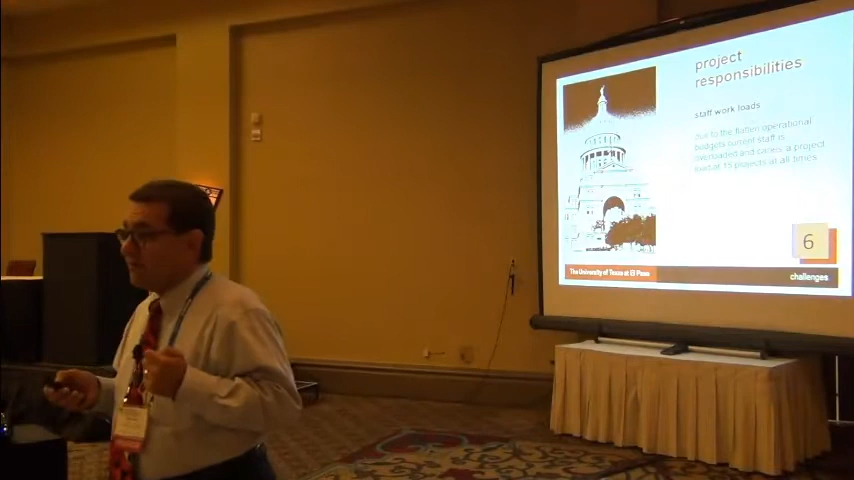 project
responsibilities
staff work loads
due to the flatten operational
budgets current staff is
overloaded and carries a project
load of 15 projects at all times
6
The University of Texas at El Paso
challenges